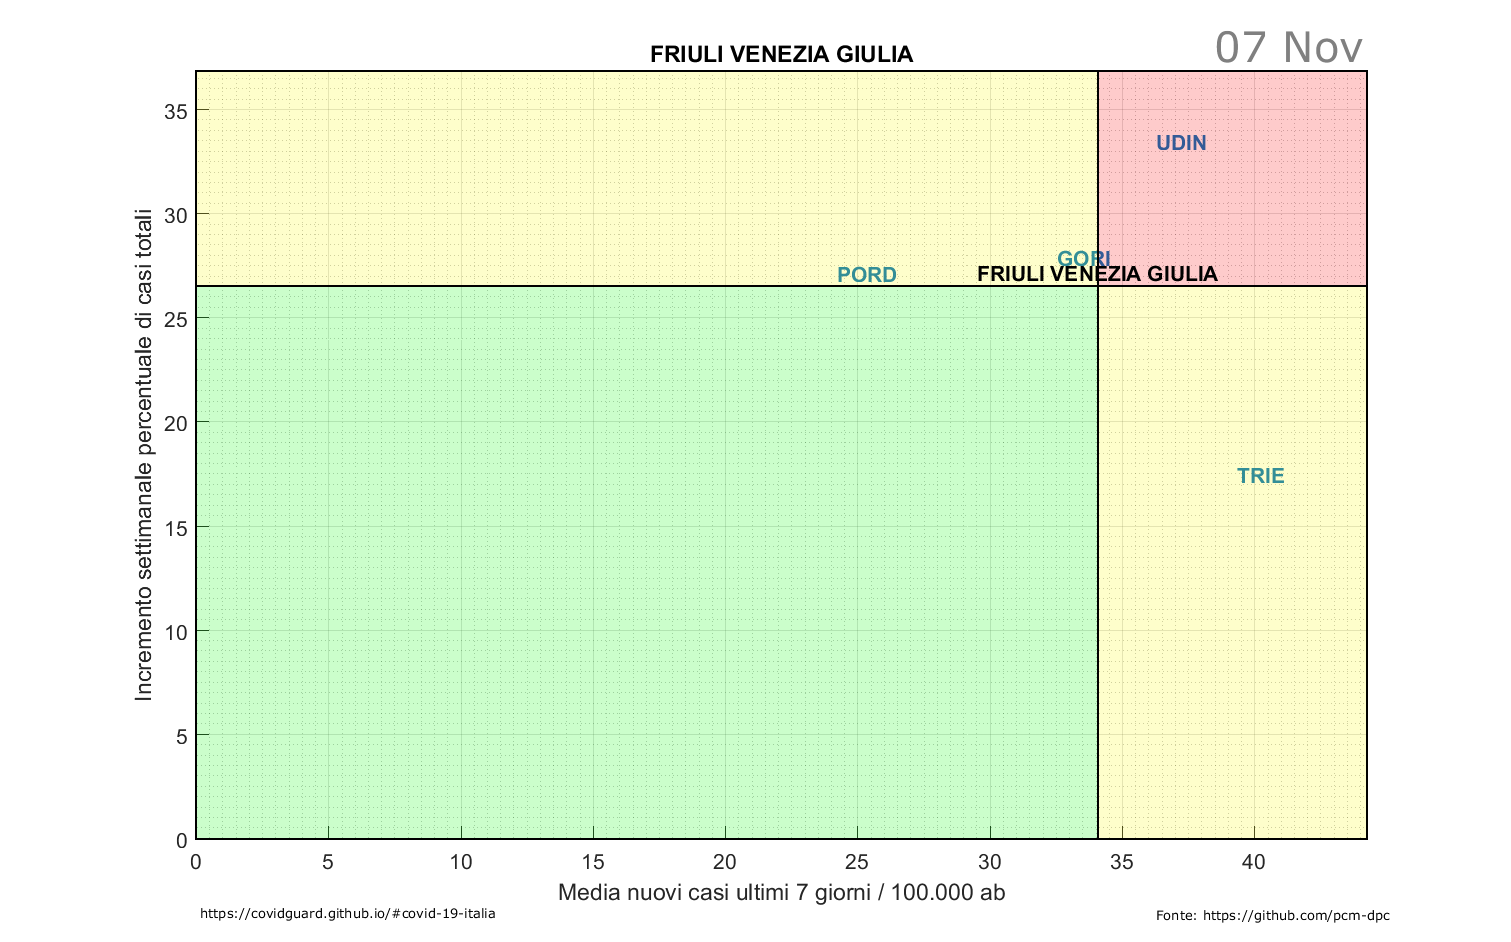 FRIULI VENEZIA GIULIA
07 Nov
Incremento settimanale percentuale di casi totali
35
30
25
20
15
10
5
0
UDIN
GORI
PORD
FRIULI VENEZIA GIULIA
TRIE
0 5 10 15 20 25 30 35 40
Media nuovi casi ultimi 7 giorni / 100.000 ab
https://covidguard.github.io/#covid-19-italia
Fonte: https://github.com/pcm-dpc